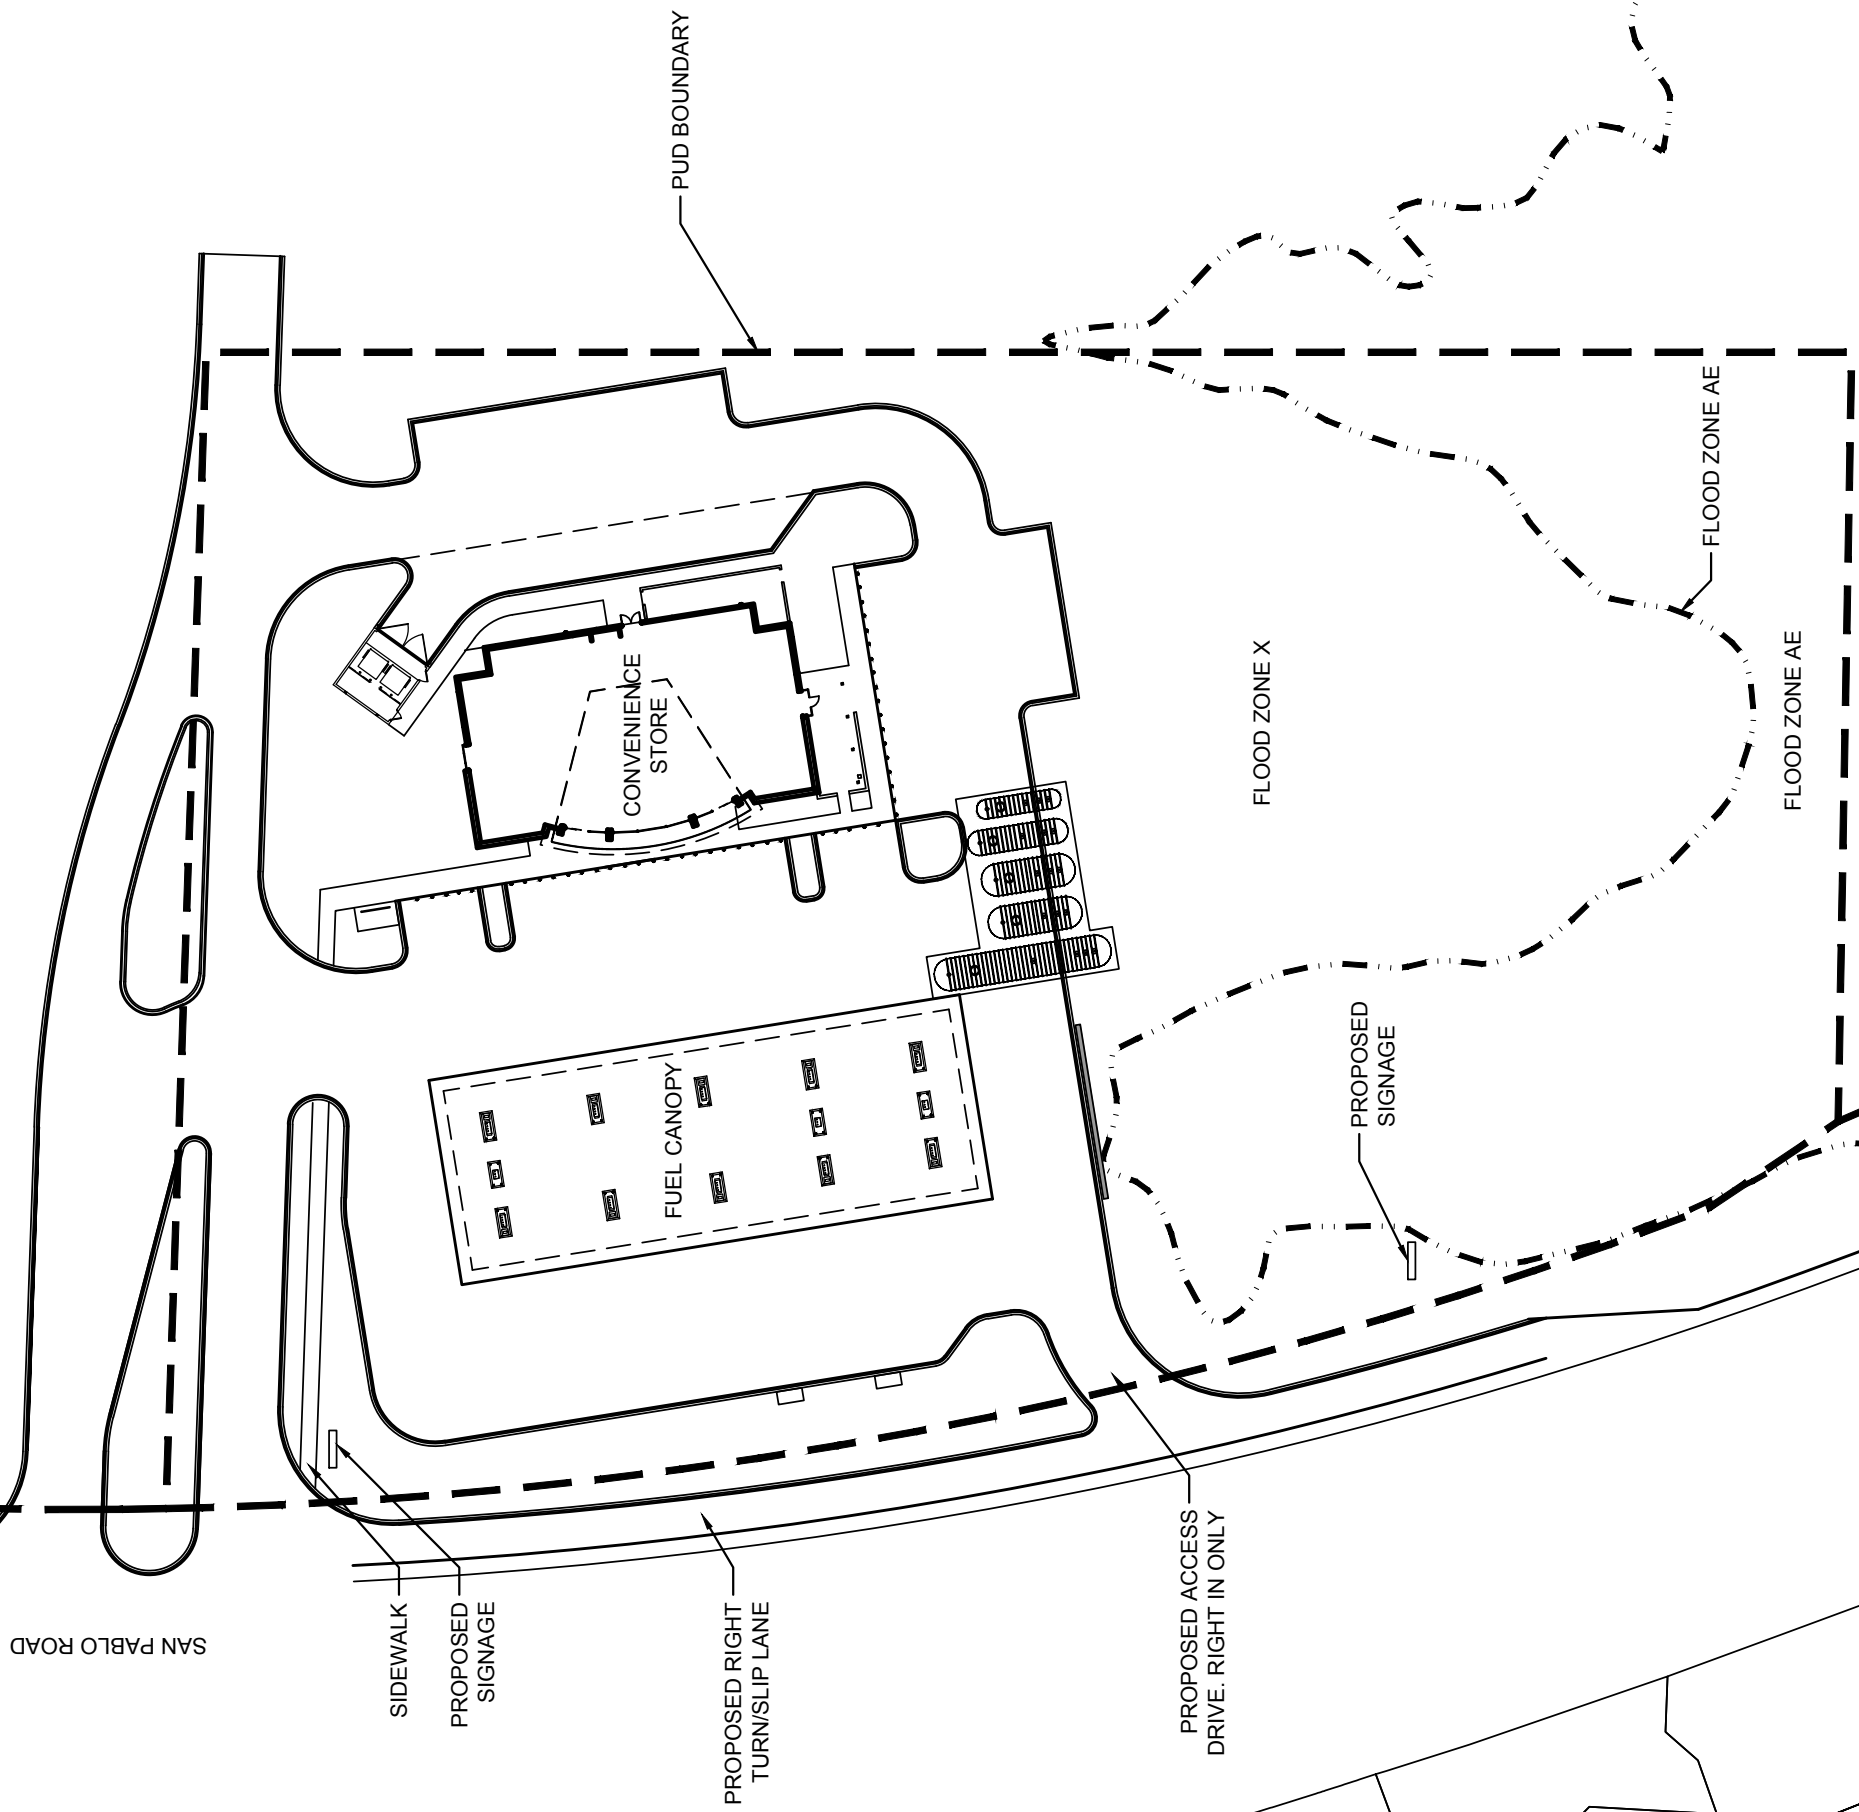 PUD BOUNDARY
FLOOD ZONE AE
CONVENIENCE
STORE
FLOOD ZONE X
FLOOD ZONE AE
FUEL CANOPY
PROPOSED
SIGNAGE
SAN PABLO ROAD
SIDEWALK
PROPOSED
SIGNAGE
PROPOSED RIGHT
TURN/SLIP LANE
PROPOSED ACCESS
DRIVE. RIGHT IN ONLY